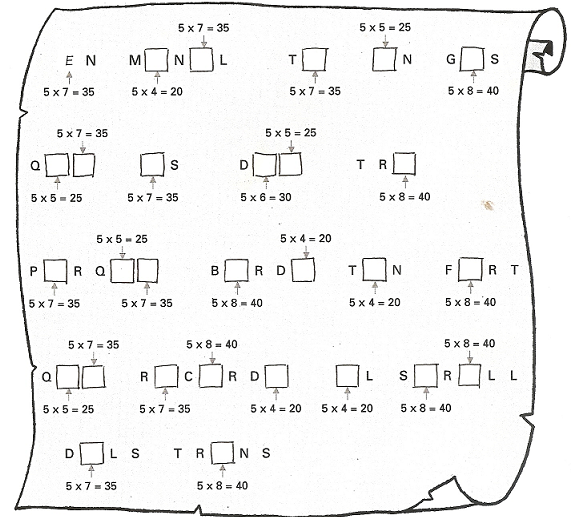 5 x 7 = 35 5 x 5 = 25
E N M N L T N G S
5 x 7 = 35 5 x 4 = 20 5 x 7 = 35 5 x 8 = 40
5 x 7 = 35 5 x 5 = 25
Q S D T R
5 x 5 = 25 5 x 7 = 35 5 x 6 = 30 5 x 8 = 40
5 x 5 = 25 5 x 4 = 20
P R Q B R D T N F R T
5 x 7 = 35 5 x 7 = 35 5 x 8 = 40 5 x 4 = 20 5 x 8 = 40
5 x 7 = 35 5 x 8 = 40 5 x 8 = 40
Q R C R D L S R L L
5 x 5 = 25 5 x 7 = 35 5 x 4 = 20 5 x 4 = 20 5 x 8 = 40
D L S T R N S
5 x 7 = 35 5 x 8 = 40